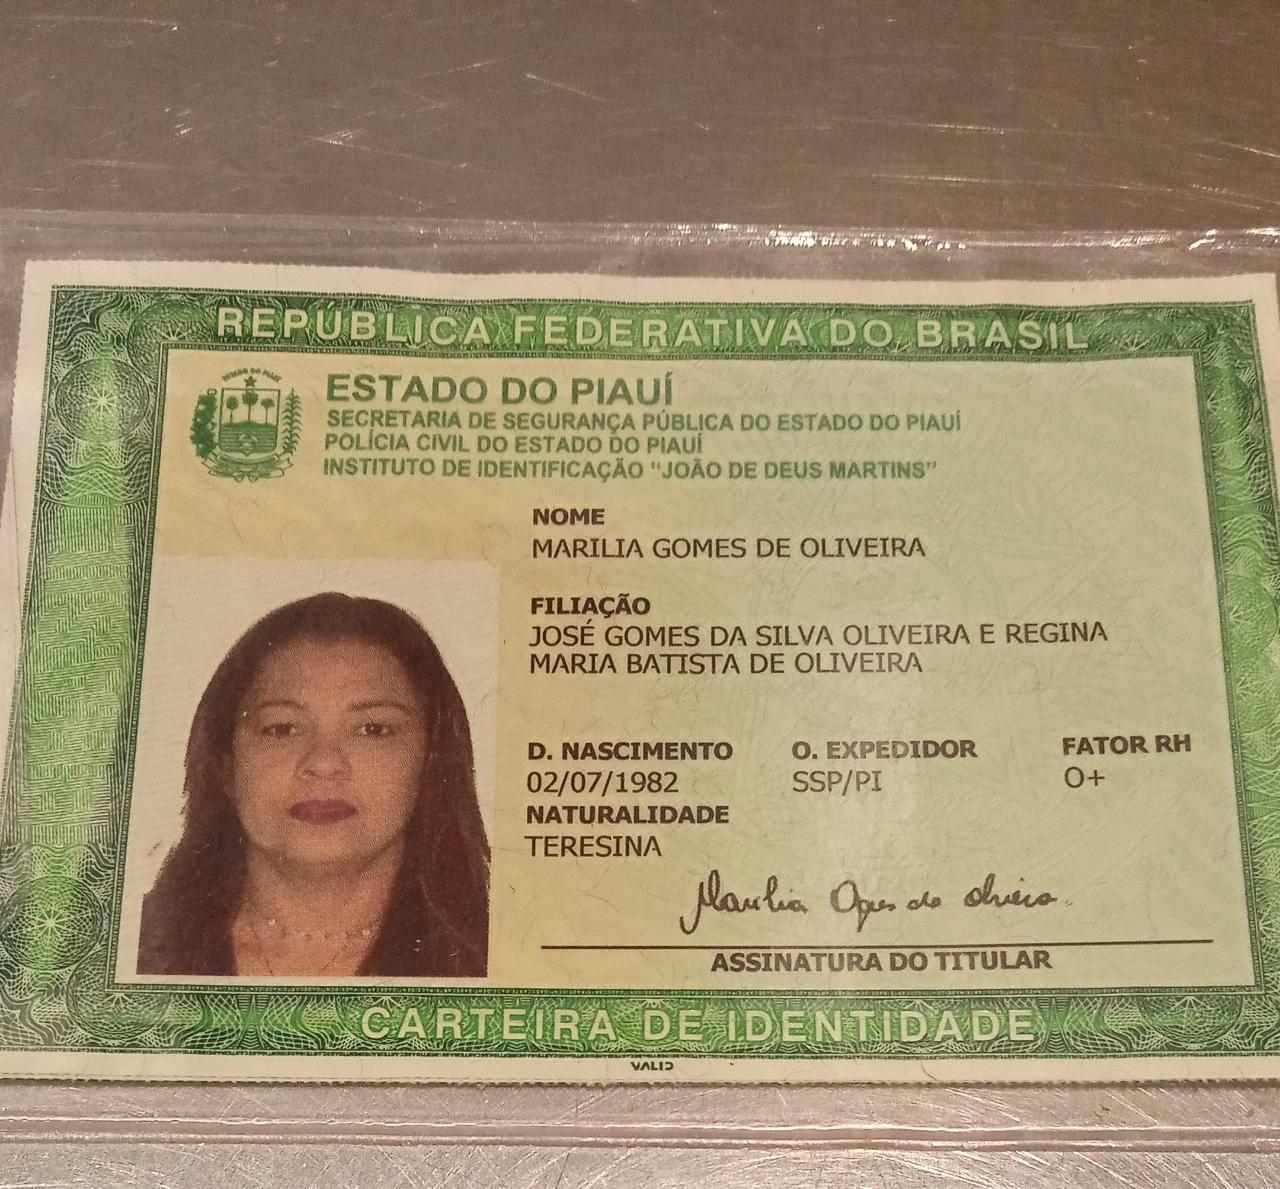 REPÚBLICA FEDERATIVA DO BRASIL
ESTADO DO PIAUÍ
ESTADO DO PIAUÍ
SECRETARIA DE SEGURANÇA PÚBLICA DO ESTADO DO PIAUÍ
POLÍCIA CIVIL DO ESTADO DO PIAUÍ
INSTITUTO DE IDENTIFICAÇÃO "JOÃO DE DEUS MARTINS"
NOME
MARILIA GOMES DE OLIVEIRA
FILIAÇÃO
JOSÉ GOMES DA SILVA OLIVEIRA E REGINA
MARIA BATISTA DE OLIVEIRA
D. NASCIMENTO O. EXPEDIDOR FATOR RH
02/07/1982 SSP/PI O+
NATURALIDADE
TERESINA
Marilia Gomes de Oliveira
ASSINATURA DO TITULAR
CARTEIRA DE IDENTIDADE
VALID